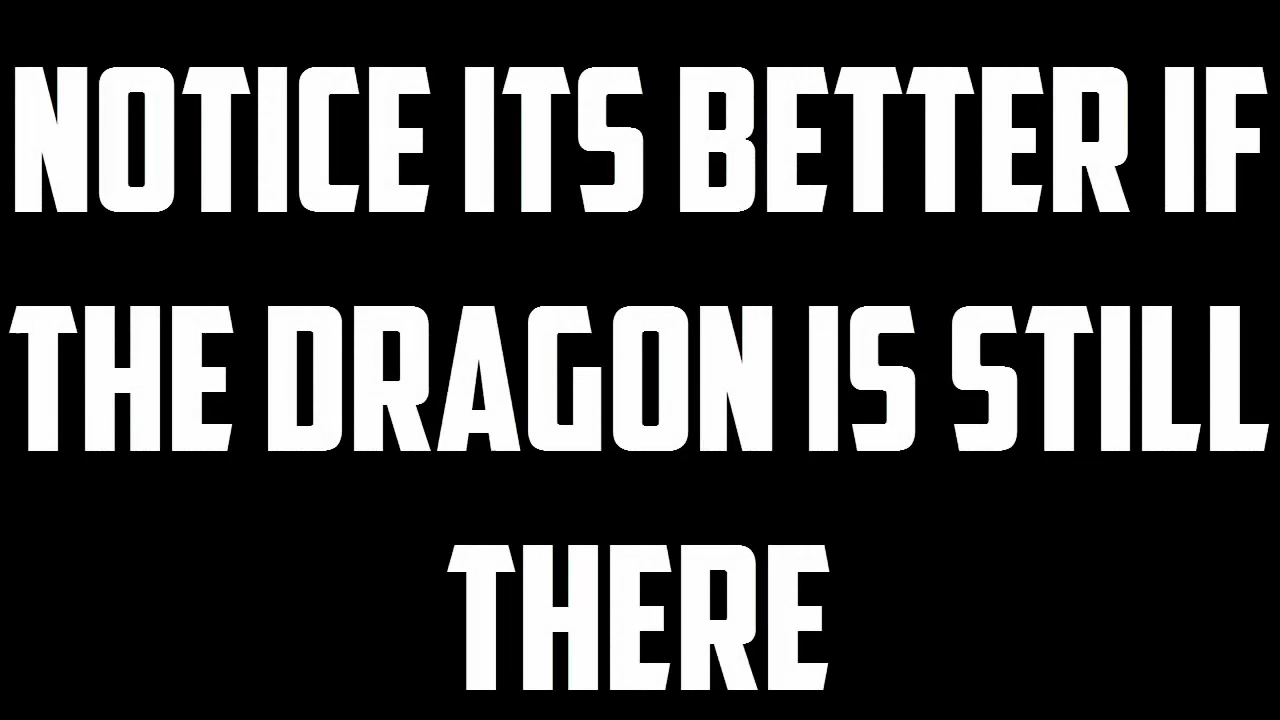 NOTICE ITS BETTER IF
THE DRAGON IS STILL
THERE